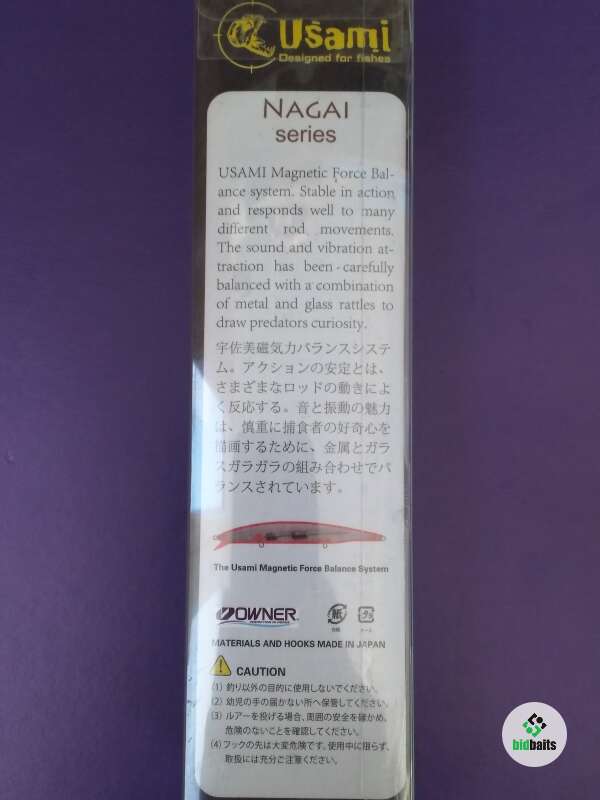 Usami
Designed for fishes
NAGAI
series
USAMI Magnetic Force Bal-
ance system. Stable in action
and responds well to many
different rod movements.
The sound and vibration at-
traction has been carefully
balanced with a combination
of metal and glass rattles to
draw predators curiosity.
宇佐美磁気力バランスシステ
ム。アクションの安定とは、
さまざまなロッドの動きによ
く反応する。音と振動の魅力
は、慎重に捕食者の好奇心を
描画するために、金属とガラ
スガラガラの組み合わせでバ
ランスされています。
The Usami Magnetic Force Balance System
OWNER
MATERIALS AND HOOKS MADE IN JAPAN
CAUTION
(1) 釣り以外の目的に使用しないでください。
(2) 幼児の手の届かない所へ保管してください。
(3) ルアーを投げる場合、周囲の安全を確かめ、
危険のないことを確認してください。
(4) フックの先は大変危険です。使用中に限らず、
取扱には充分ご注意ください。
bidbaits